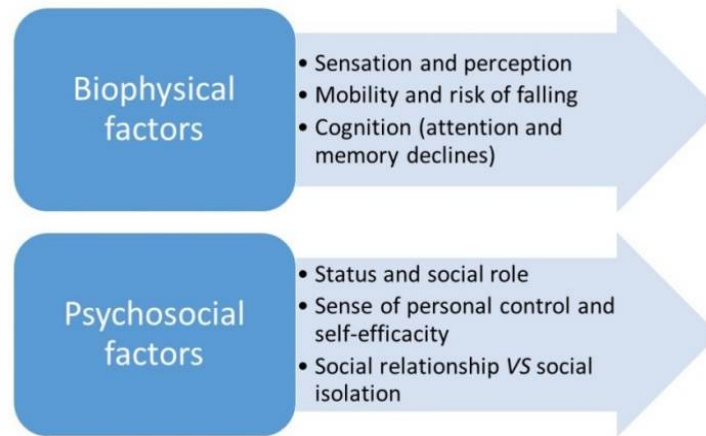 Biophysical
factors
• Sensation and perception
• Mobility and risk of falling
• Cognition (attention and
memory declines)
Psychosocial
factors
• Status and social role
• Sense of personal control and
self-efficacity
• Social relationship VS social
isolation